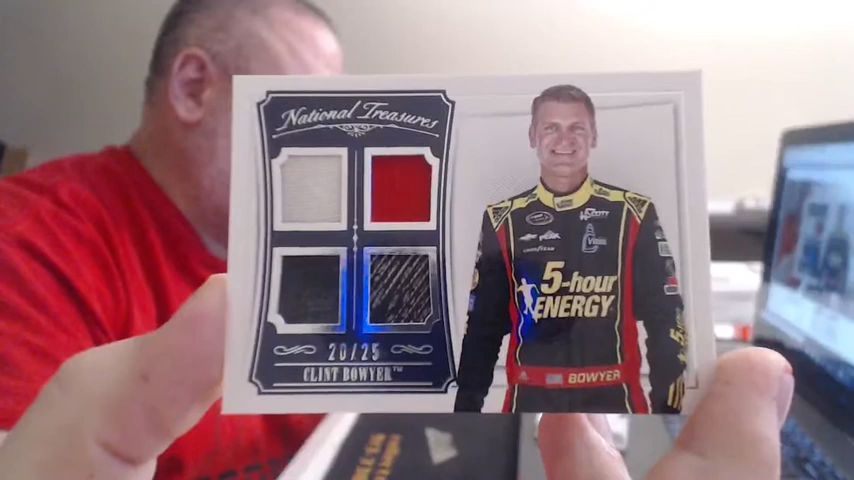 National Treasures
20/25
CLINT BOWYER™
GOODYEAR
5-hour
ENERGY
BOWYER